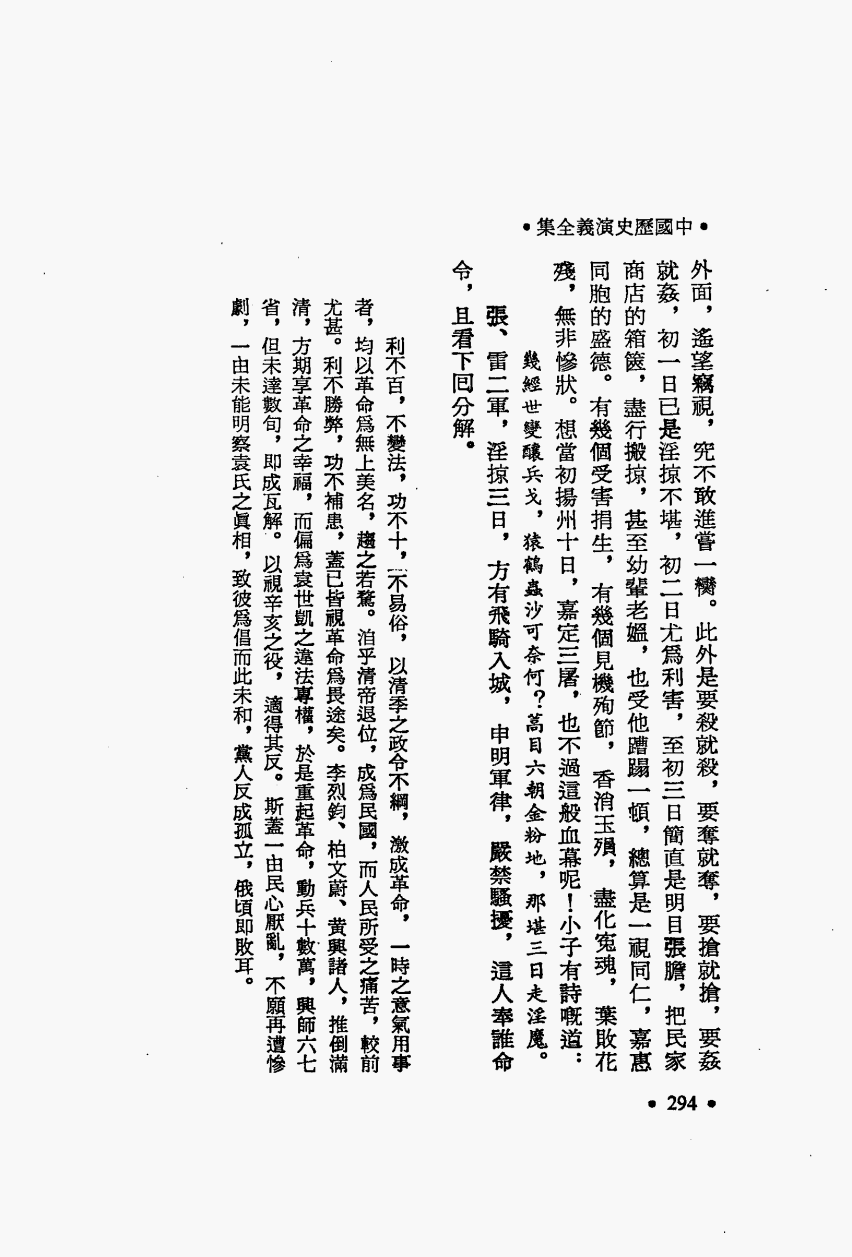 •中國歷史演義全集•
外面，遙望竊視，究不敢進嘗一臠。此外是要殺就殺，要奪就奪，要搶就搶，要姦
就姦，初一日已是淫掠不堪，初二日尤爲利害，至初三日簡直是明目張膽，把民家
商店的箱篋，盡行搬掠，甚至幼輩老嫗，也受他蹧蹋一頓，總算是一視同仁，嘉惠
同胞的盛德。有幾個受害捐生，有幾個見機殉節，香消玉殞，盡化寃魂，葉敗花
殘，無非慘狀。想當初揚州十日，嘉定三屠，也不過這般血幕呢！小子有詩嘅道：
幾經世變釀兵戈，猿鶴蟲沙可奈何？蒿目六朝金粉地，那堪三日走淫魔。
張、雷二軍，淫掠三日，方有飛騎入城，申明軍律，嚴禁騷擾，這人奉誰命
令，且看下回分解。
利不百，不變法，功不十，不易俗，以清季之政令不綱，激成革命，一時之意氣用事
者，均以革命爲無上美名，趨之若鶩。洎乎清帝退位，成爲民國，而人民所受之痛苦，較前
尤甚。利不勝弊，功不補患，蓋已皆視革命爲畏途矣。李烈鈞、柏文蔚、黃興諸人，推倒滿
清，方期享革命之幸福，而偏爲袁世凱之違法專權，於是重起革命，動兵十數萬，興師六七
省，但未達數旬，即成瓦解。以視辛亥之役，適得其反。斯蓋一由民心厭亂，不願再遭慘
劇，一由未能明察袁氏之眞相，致彼爲倡而此未和，黨人反成孤立，俄頃即敗耳。
•294•